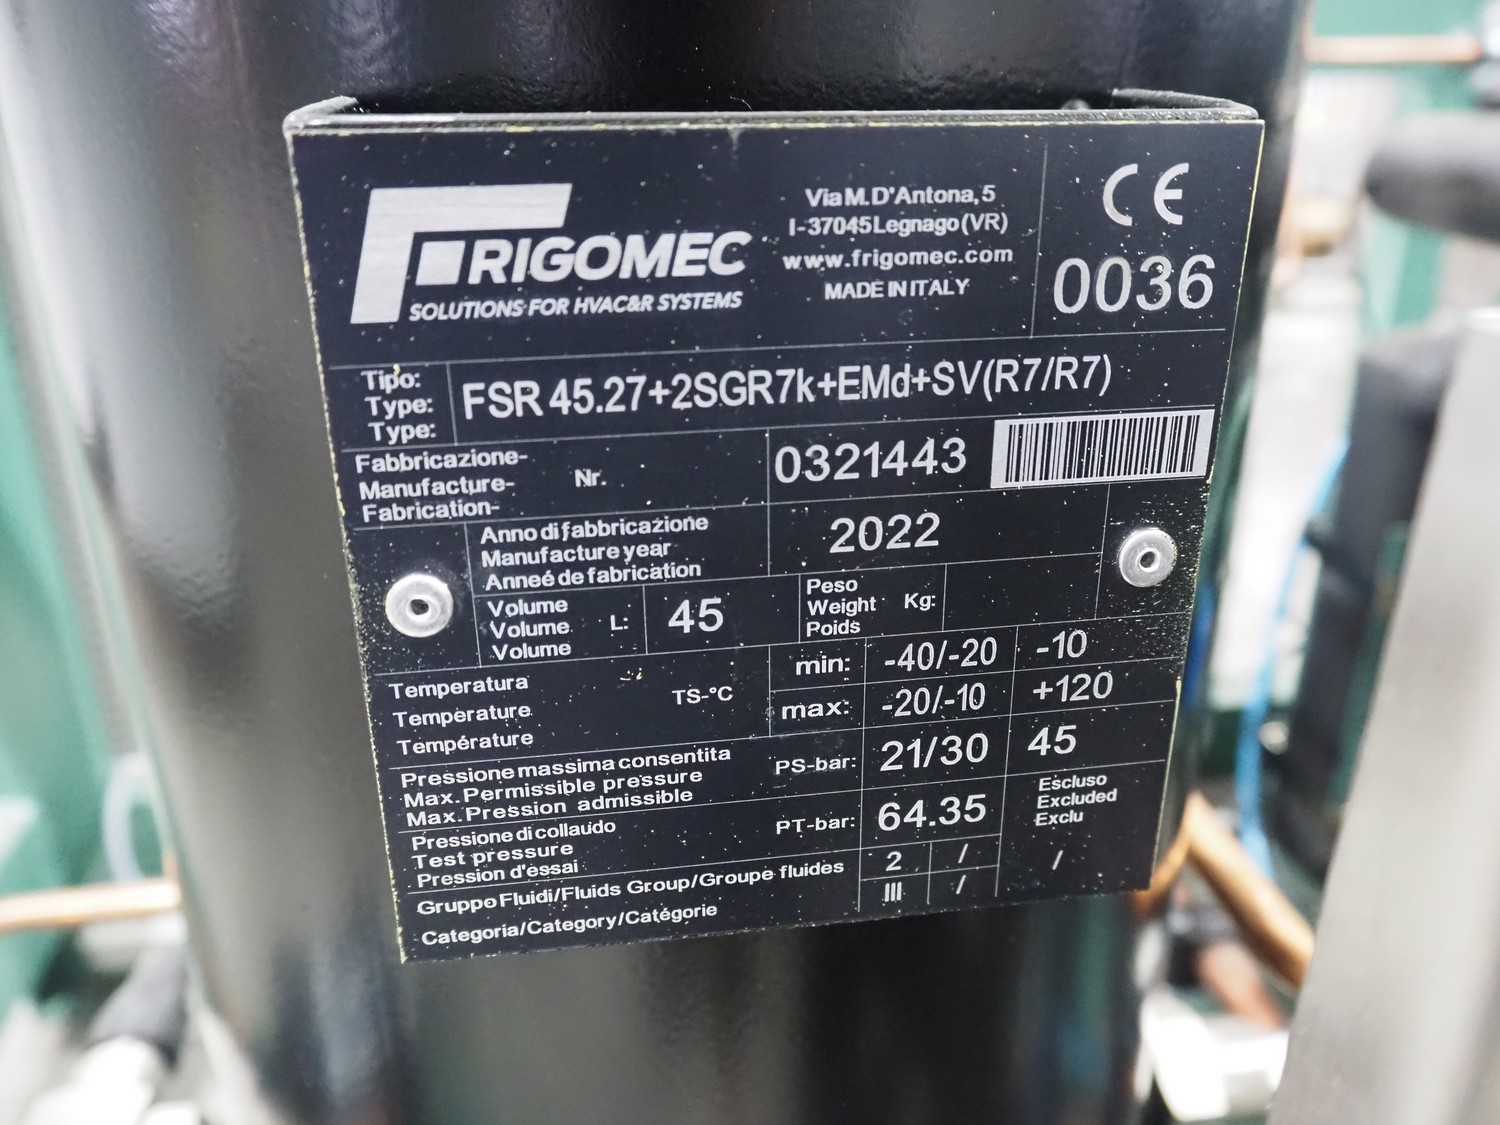 FRIGOMEC
SOLUTIONS FOR HVAC&R SYSTEMS
Via M. D'Antona, 5
I-37045 Legnago (VR)
www.frigomec.com
MADE IN ITALY
CE
0036
Tipo:
Type:
Type:
FSR 45.27+2SGR7k+EMd+SV(R7/R7)
Fabbricazione-
Manufacture-
Fabrication-
Nr.
0321443
Anno di fabbricazione
Manufacture year
Anneé de fabrication
2022
Volume
Volume
Volume
L:
45
Peso
Weight
Poids
Kg:
Temperatura
Temperature
Température
TS-°C
min: -40/-20 -10
max: -20/-10 +120
Pressione massima consentita
Max. Permissible pressure
Max. Pression admissible
PS-bar: 21/30 45
Pressione di collaudo
Test pressure
Pression d'essai
PT-bar: 64.35
Escluso
Excluded
Exclu
Gruppo Fluidi/Fluids Group/Groupe fluides 2 / /
Categoria/Category/Catégorie III /